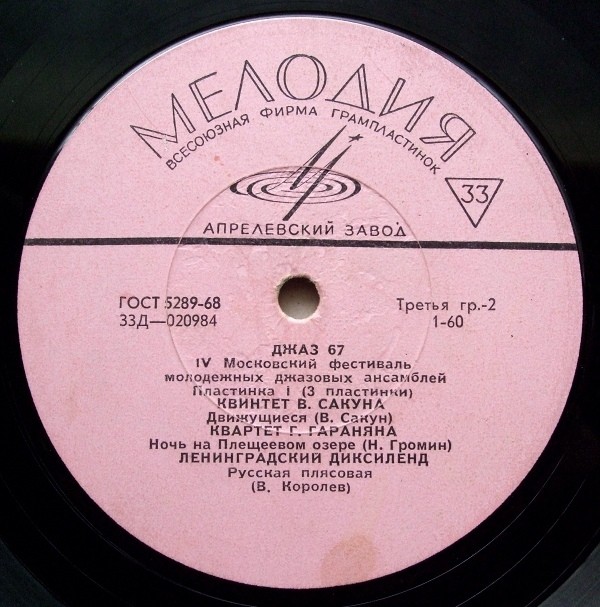 МЕЛОДИЯ
ВСЕСОЮЗНАЯ ФИРМА ГРАМПЛАСТИНОК
33
АПРЕЛЕВСКИЙ ЗАВОД
ГОСТ 5289-68
Третья гр.-2
33Д—020984
1-60
ДЖАЗ 67
IV Московский фестиваль
молодежных джазовых ансамблей
Пластинка I (3 пластинки)
КВИНТЕТ В. САКУНА
Движущиеся (В. Сакун)
КВАРТЕТ Г. ГАРАНЯНА
Ночь на Плещеевом озере (Н. Громин)
ЛЕНИНГРАДСКИЙ ДИКСИЛЕНД
Русская плясовая
(В. Королев)